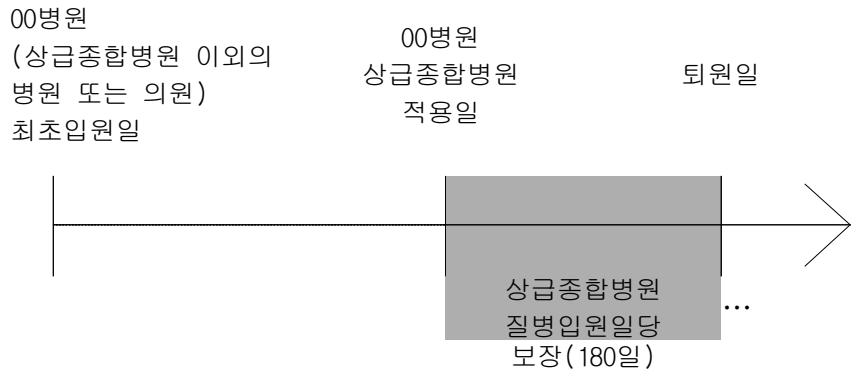 00병원
(상급종합병원 이외의
병원 또는 의원)
최초입원일
00병원
상급종합병원
적용일
퇴원일
상급종합병원
질병입원일당
보장(180일)
...